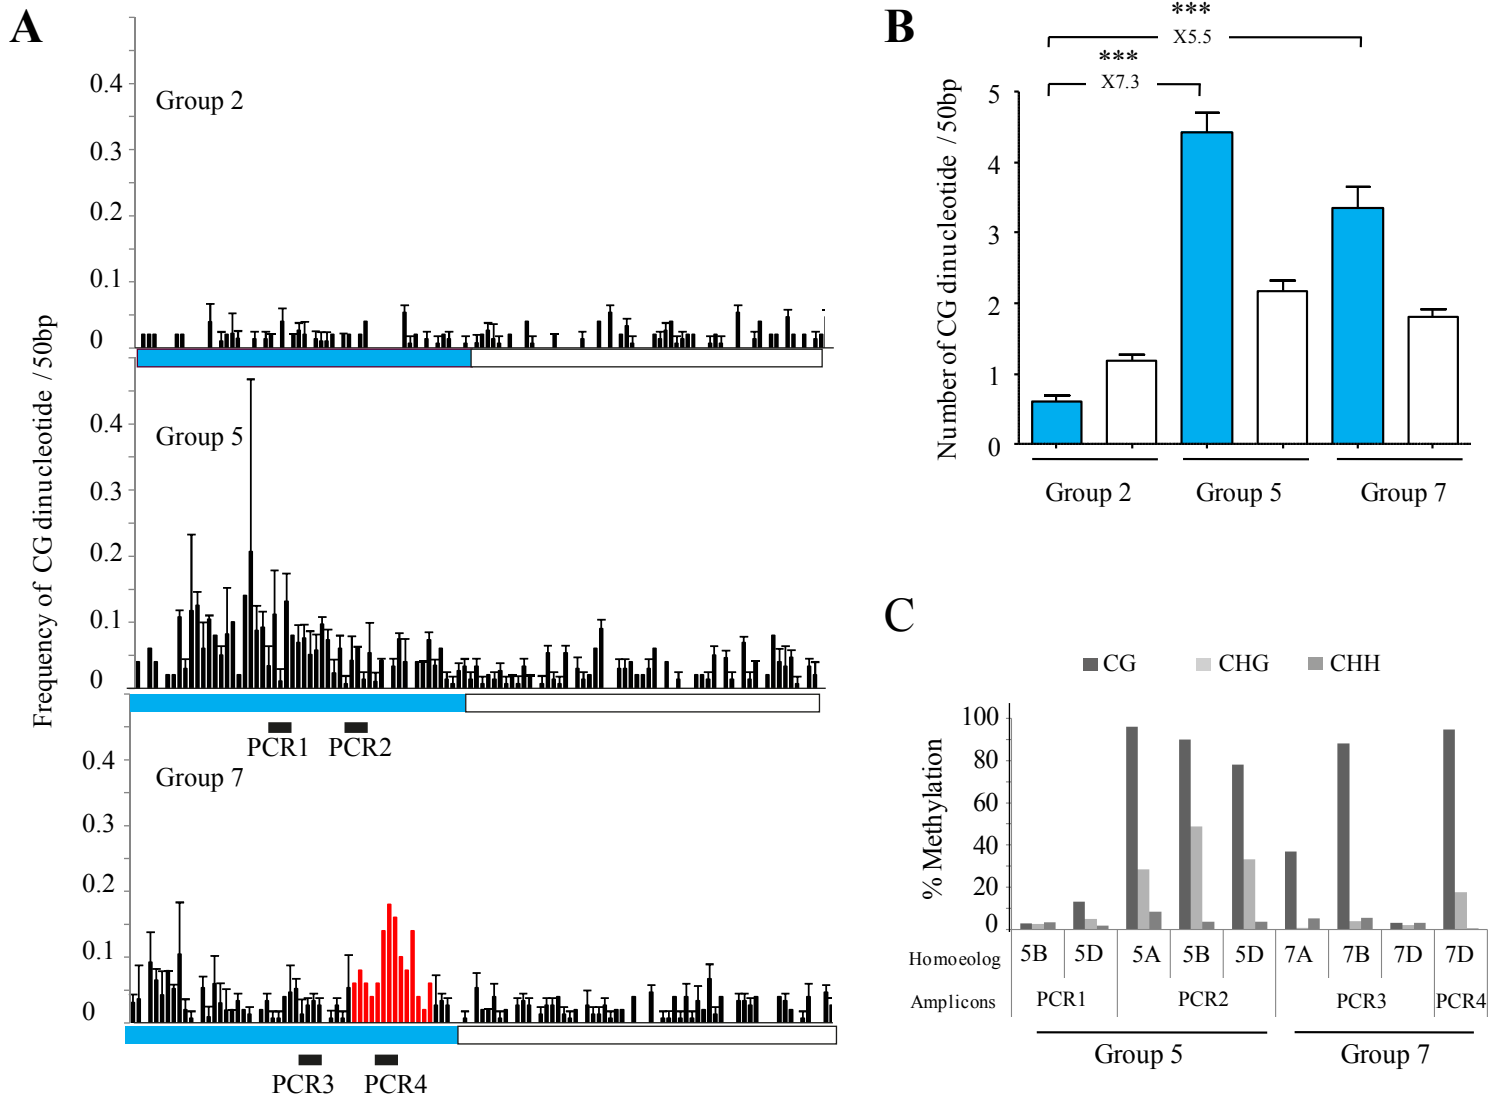 A
Frequency of CG dinucleotide / 50bp
Group 2
0.4
0.3
0.2
0.1
0
Group 5
0.4
0.3
0.2
0.1
0
PCR1 PCR2
Group 7
0.4
0.3
0.2
0.1
0
PCR3 PCR4
B
***
X5.5
***
X7.3
Number of CG dinucleotide / 50bp
5
4
3
2
1
0
Group 2 Group 5 Group 7
C
CG CHG CHH
% Methylation
100
80
60
40
20
0
Homoeolog 5B 5D 5A 5B 5D 7A 7B 7D 7D
Amplicons PCR1 PCR2 PCR3 PCR4
Group 5 Group 7